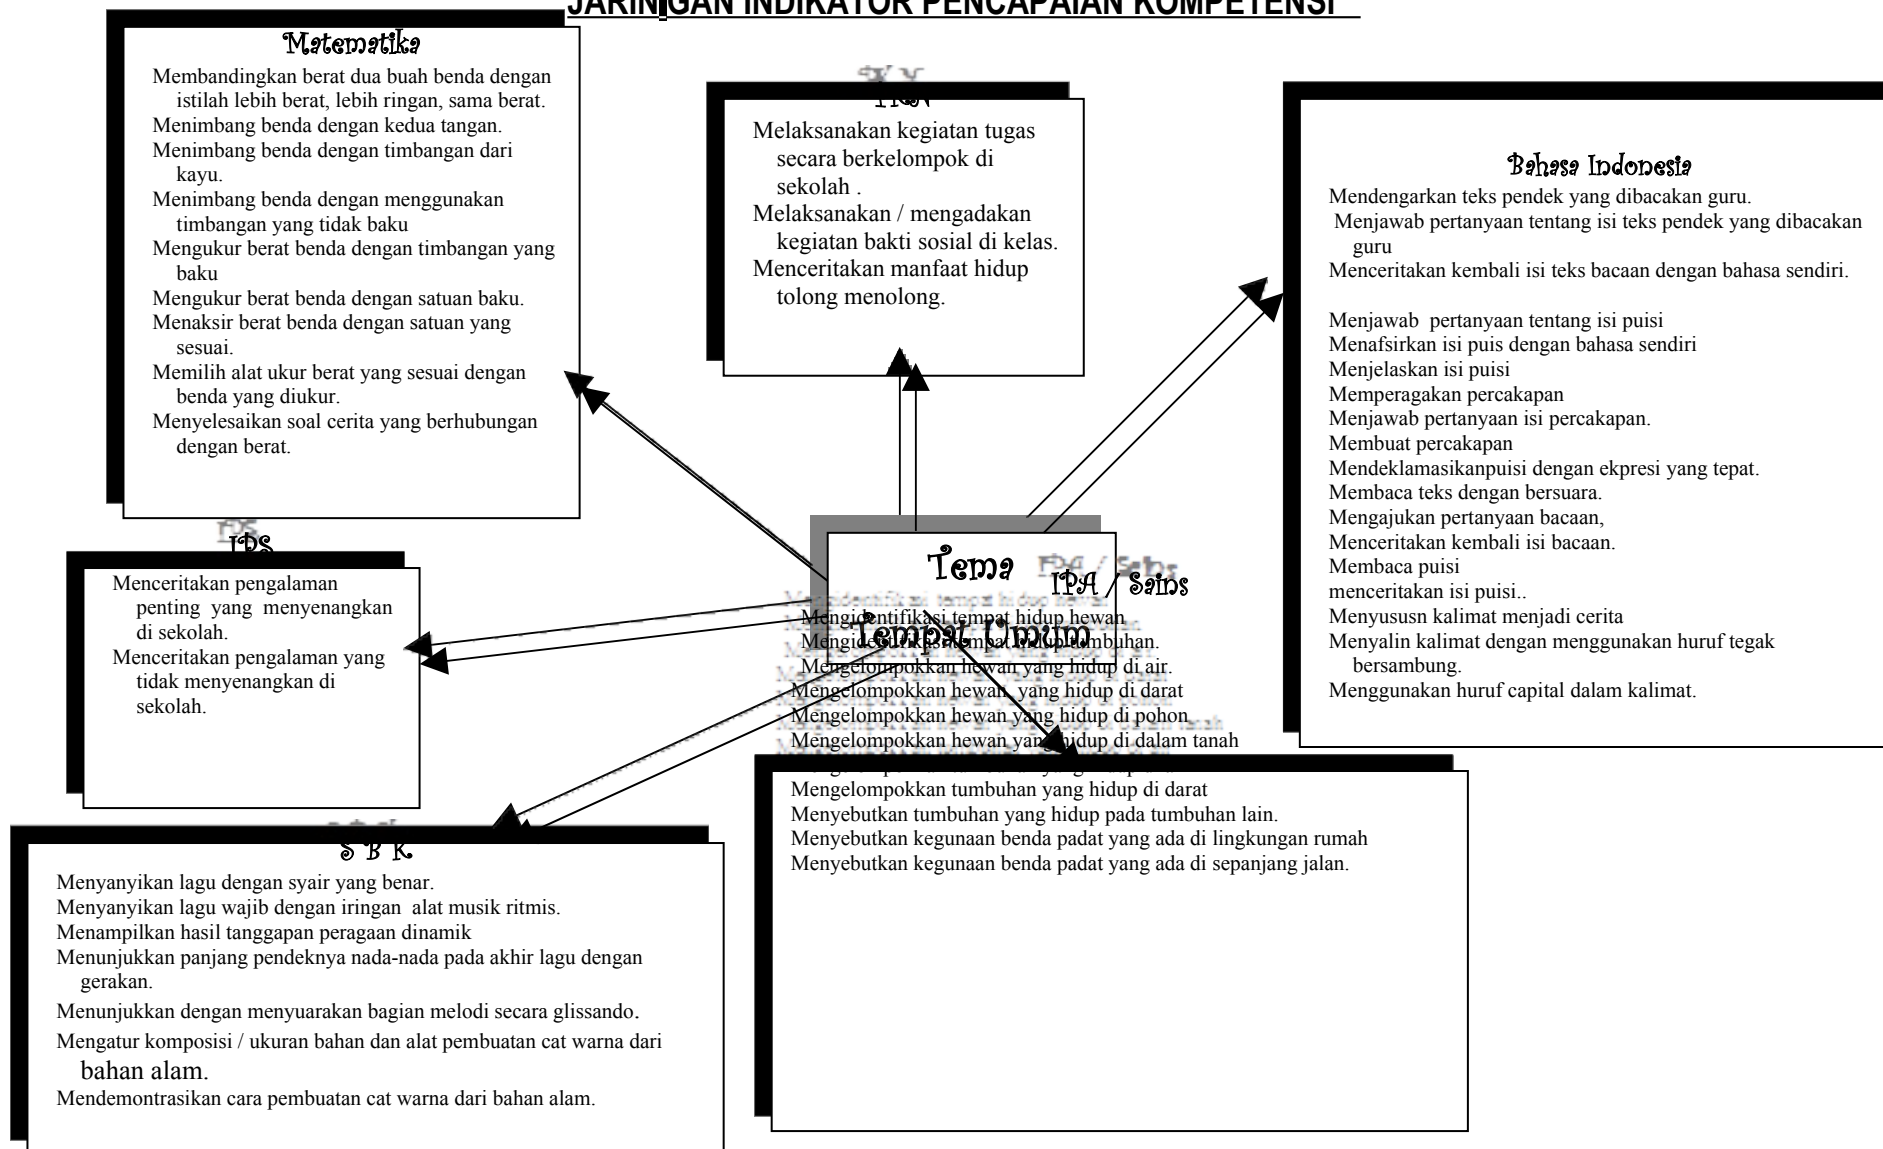 JARINGAN INDIKATOR PENCAPAIAN KOMPETENSI
Matematika
Membandingkan berat dua buah benda dengan
istilah lebih berat, lebih ringan, sama berat.
Menimbang benda dengan kedua tangan.
Menimbang benda dengan timbangan dari
kayu.
Menimbang benda dengan menggunakan
timbangan yang tidak baku
Mengukur berat benda dengan timbangan yang
baku
Mengukur berat benda dengan satuan baku.
Menaksir berat benda dengan satuan yang
sesuai.
Memilih alat ukur berat yang sesuai dengan
benda yang diukur.
Menyelesaikan soal cerita yang berhubungan
dengan berat.
Melaksanakan kegiatan tugas
secara berkelompok di
sekolah .
Melaksanakan / mengadakan
kegiatan bakti sosial di kelas.
Menceritakan manfaat hidup
tolong menolong.
Bahasa Indonesia
Mendengarkan teks pendek yang dibacakan guru.
Menjawab pertanyaan tentang isi teks pendek yang dibacakan
guru
Menceritakan kembali isi teks bacaan dengan bahasa sendiri.
Menjawab pertanyaan tentang isi puisi
Menafsirkan isi puis dengan bahasa sendiri
Menjelaskan isi puisi
Memperagakan percakapan
Menjawab pertanyaan isi percakapan.
Membuat percakapan
Mendeklamasikanpuisi dengan ekpresi yang tepat.
Membaca teks dengan bersuara.
Mengajukan pertanyaan bacaan,
Menceritakan kembali isi bacaan.
Membaca puisi
menceritakan isi puisi..
Menyususn kalimat menjadi cerita
Menyalin kalimat dengan menggunakan huruf tegak
bersambung.
Menggunakan huruf capital dalam kalimat.
IPS
Menceritakan pengalaman
penting yang menyenangkan
di sekolah.
Menceritakan pengalaman yang
tidak menyenangkan di
sekolah.
Tema
Tempat Umum
IPA / Sains
Mengidentifikasi tempat hidup hewan
Mengidentifikasi tempat hidup tumbuhan.
Mengelompokkan hewan yang hidup di air.
Mengelompokkan hewan yang hidup di darat
Mengelompokkan hewan yang hidup di pohon
Mengelompokkan hewan yang hidup di dalam tanah
Mengelompokkan tumbuhan yang hidup di darat
Menyebutkan tumbuhan yang hidup pada tumbuhan lain.
Menyebutkan kegunaan benda padat yang ada di lingkungan rumah
Menyebutkan kegunaan benda padat yang ada di sepanjang jalan.
S B K
Menyanyikan lagu dengan syair yang benar.
Menyanyikan lagu wajib dengan iringan alat musik ritmis.
Menampilkan hasil tanggapan peragaan dinamik
Menunjukkan panjang pendeknya nada-nada pada akhir lagu dengan
gerakan.
Menunjukkan dengan menyuarakan bagian melodi secara glissando.
Mengatur komposisi / ukuran bahan dan alat pembuatan cat warna dari
bahan alam.
Mendemontrasikan cara pembuatan cat warna dari bahan alam.